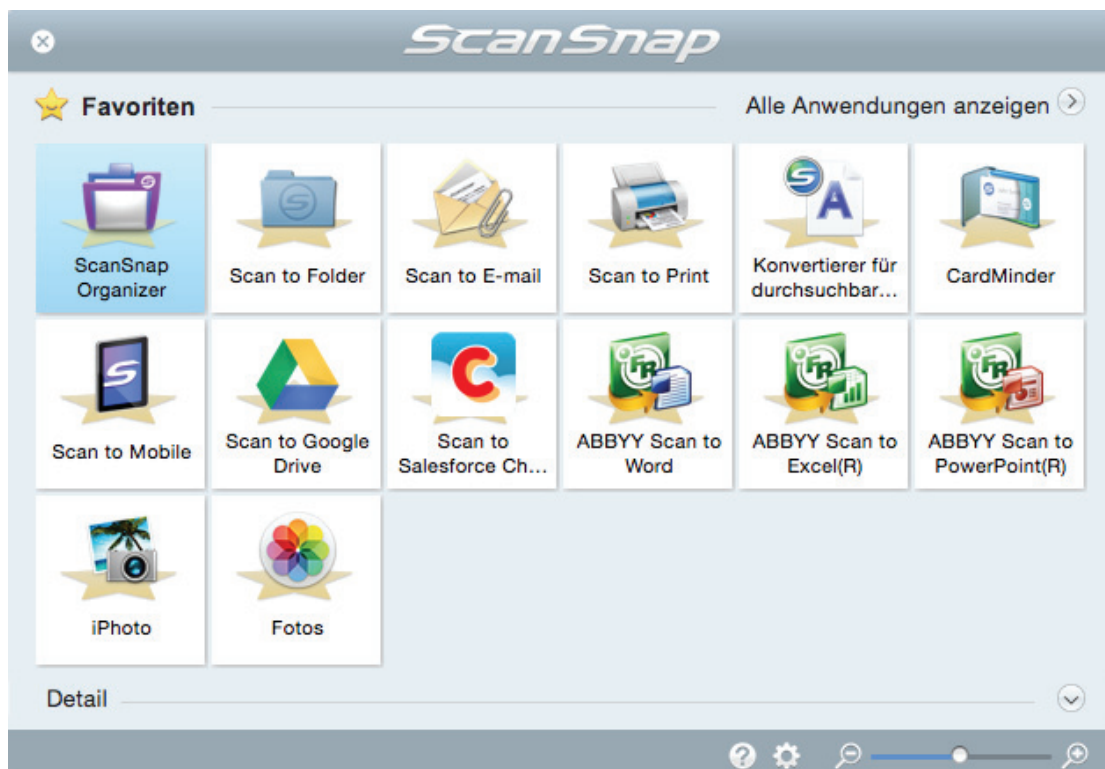 ScanSnap
Favoriten
Alle Anwendungen anzeigen
ScanSnap
Organizer
Scan to Folder
Scan to E-mail
Scan to Print
Konvertierer für
durchsuchbar...
CardMinder
Scan to Mobile
Scan to Google
Drive
Scan to
Salesforce Ch...
ABBYY Scan to
Word
ABBYY Scan to
Excel(R)
ABBYY Scan to
PowerPoint(R)
iPhoto
Fotos
Detail